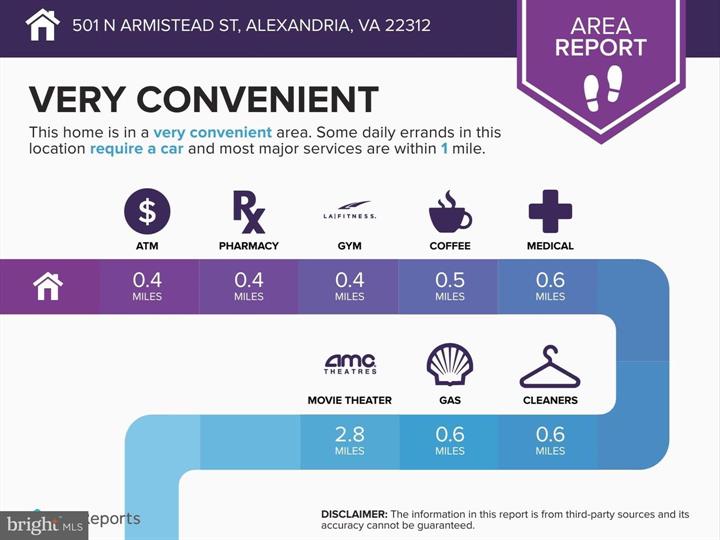 501 N ARMISTEAD ST, ALEXANDRIA, VA 22312
AREA
REPORT
VERY CONVENIENT
This home is in a very convenient area. Some daily errands in this
location require a car and most major services are within 1 mile.
$
Rx
LA|FITNESS.
ATM
PHARMACY
GYM
COFFEE
MEDICAL
0.4
MILES
0.4
MILES
0.4
MILES
0.5
MILES
0.6
MILES
amc
THEATRES
MOVIE THEATER
GAS
CLEANERS
2.8
MILES
0.6
MILES
0.6
MILES
DISCLAIMER: The information in this report is from third-party sources and its
accuracy cannot be guaranteed.
eports
bright MLS